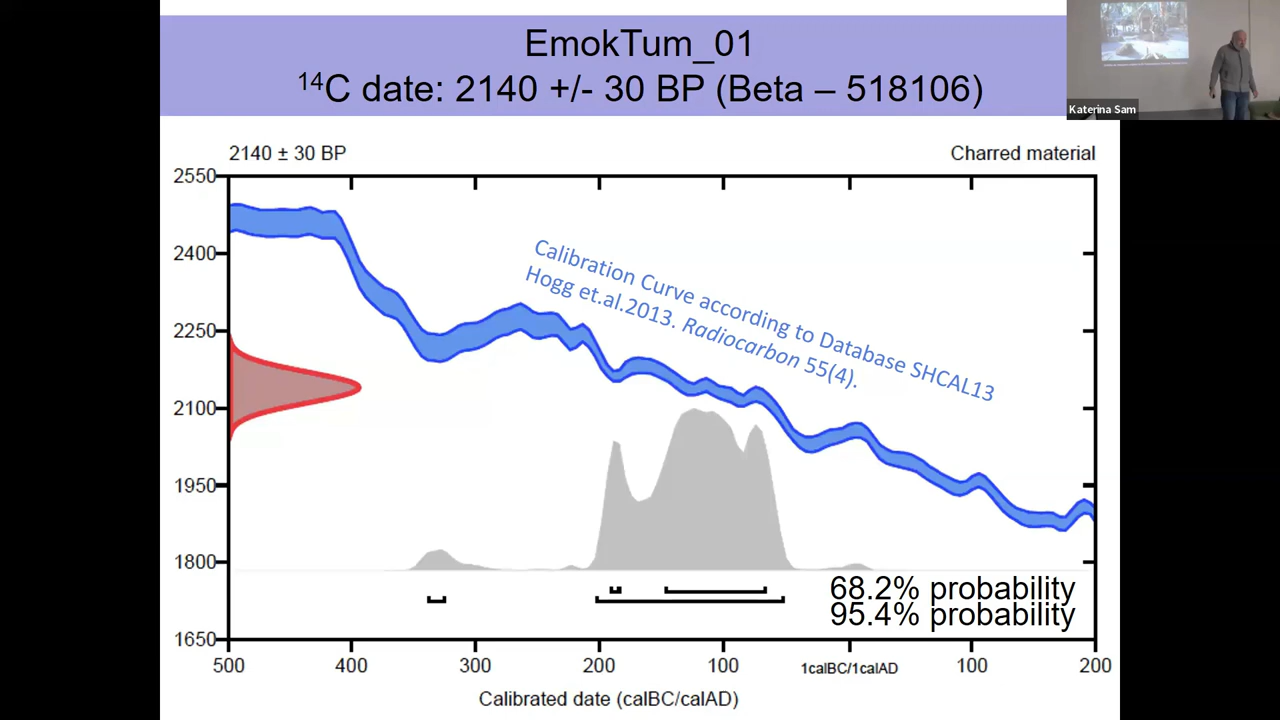 EmokTum_01
14C date: 2140 +/- 30 BP (Beta – 518106)
Katerina Sam
2140 ± 30 BP
Charred material
2550
2400
2250
2100
1950
1800
1650
Calibration Curve according to Database SHCAL13
Hogg et.al.2013. Radiocarbon 55(4).
68.2% probability
95.4% probability
500 400 300 200 100 1calBC/1calAD 100 200
Calibrated date (calBC/calAD)